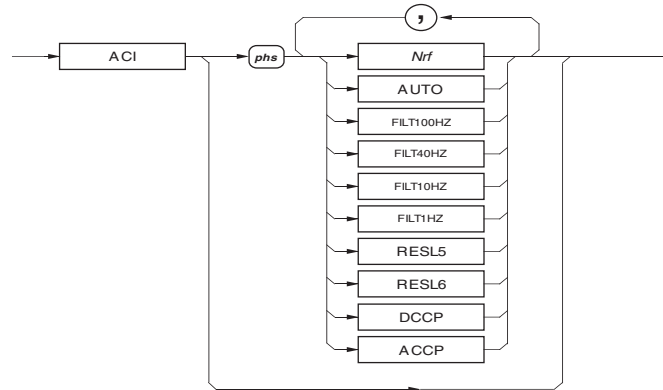 ,
ACI
phs
Nrf
AUTO
FILT100HZ
FILT40HZ
FILT10HZ
FILT1HZ
RESL5
RESL6
DCCP
ACCP